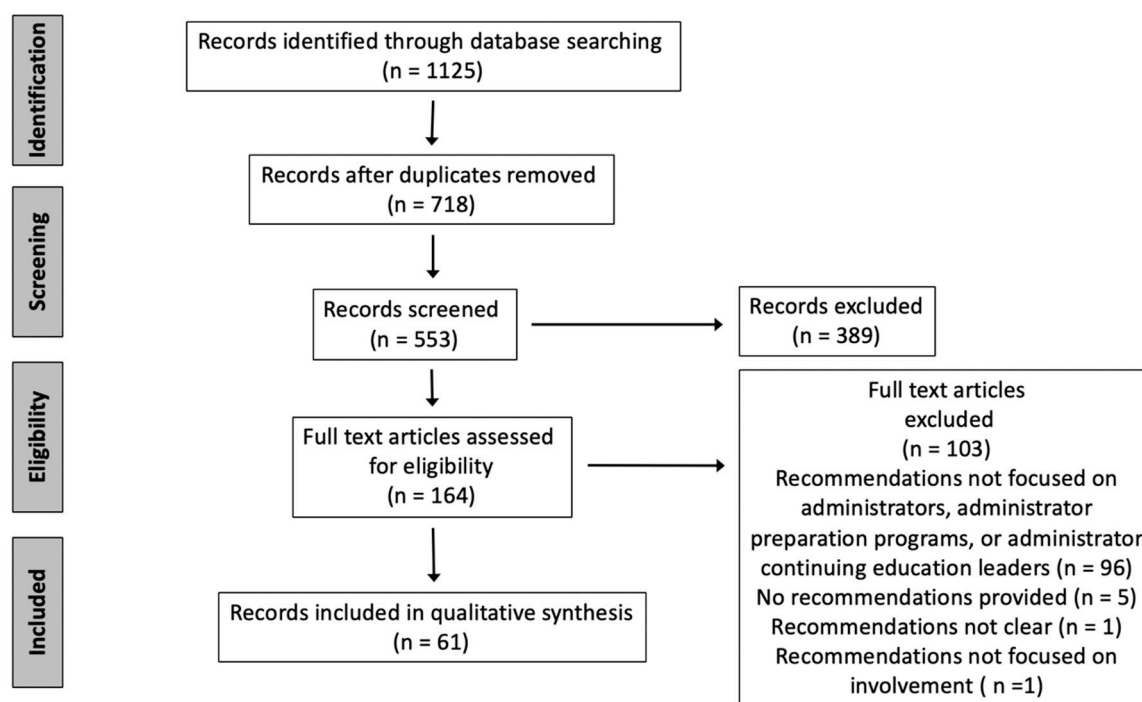 Identification
Records identified through database searching
(n = 1125)
Records after duplicates removed
(n = 718)
Screening
Records screened
(n = 553)
Records excluded
(n = 389)
Eligibility
Full text articles assessed
for eligibility
(n = 164)
Full text articles
excluded
(n = 103)
Recommendations not focused on
administrators, administrator
preparation programs, or administrator
continuing education leaders (n = 96)
No recommendations provided (n = 5)
Recommendations not clear (n = 1)
Recommendations not focused on
involvement ( n =1)
Included
Records included in qualitative synthesis
(n = 61)